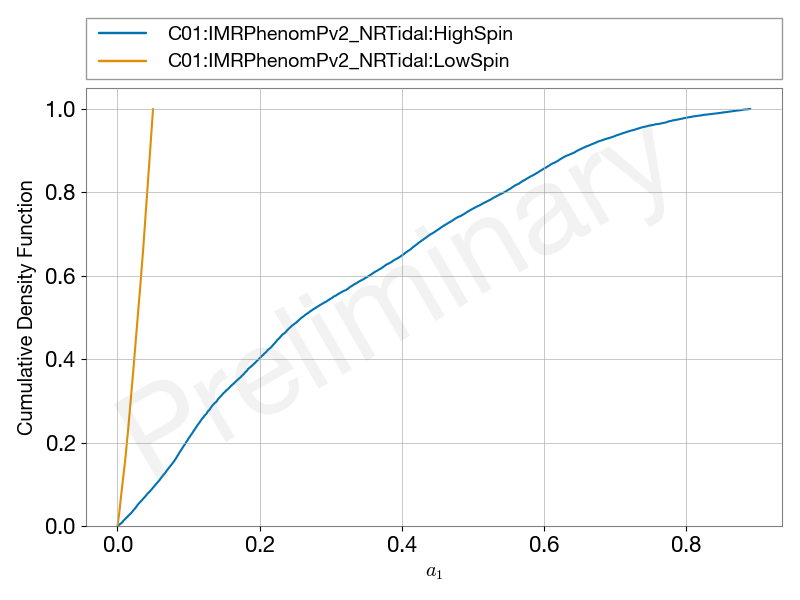 C01:IMRPhenomPv2_NRTidal:HighSpin
C01:IMRPhenomPv2_NRTidal:LowSpin
1.0
0.8
0.6
0.4
0.2
0.0
Cumulative Density Function
Preliminary
0.0 0.2 0.4 0.6 0.8
a₁